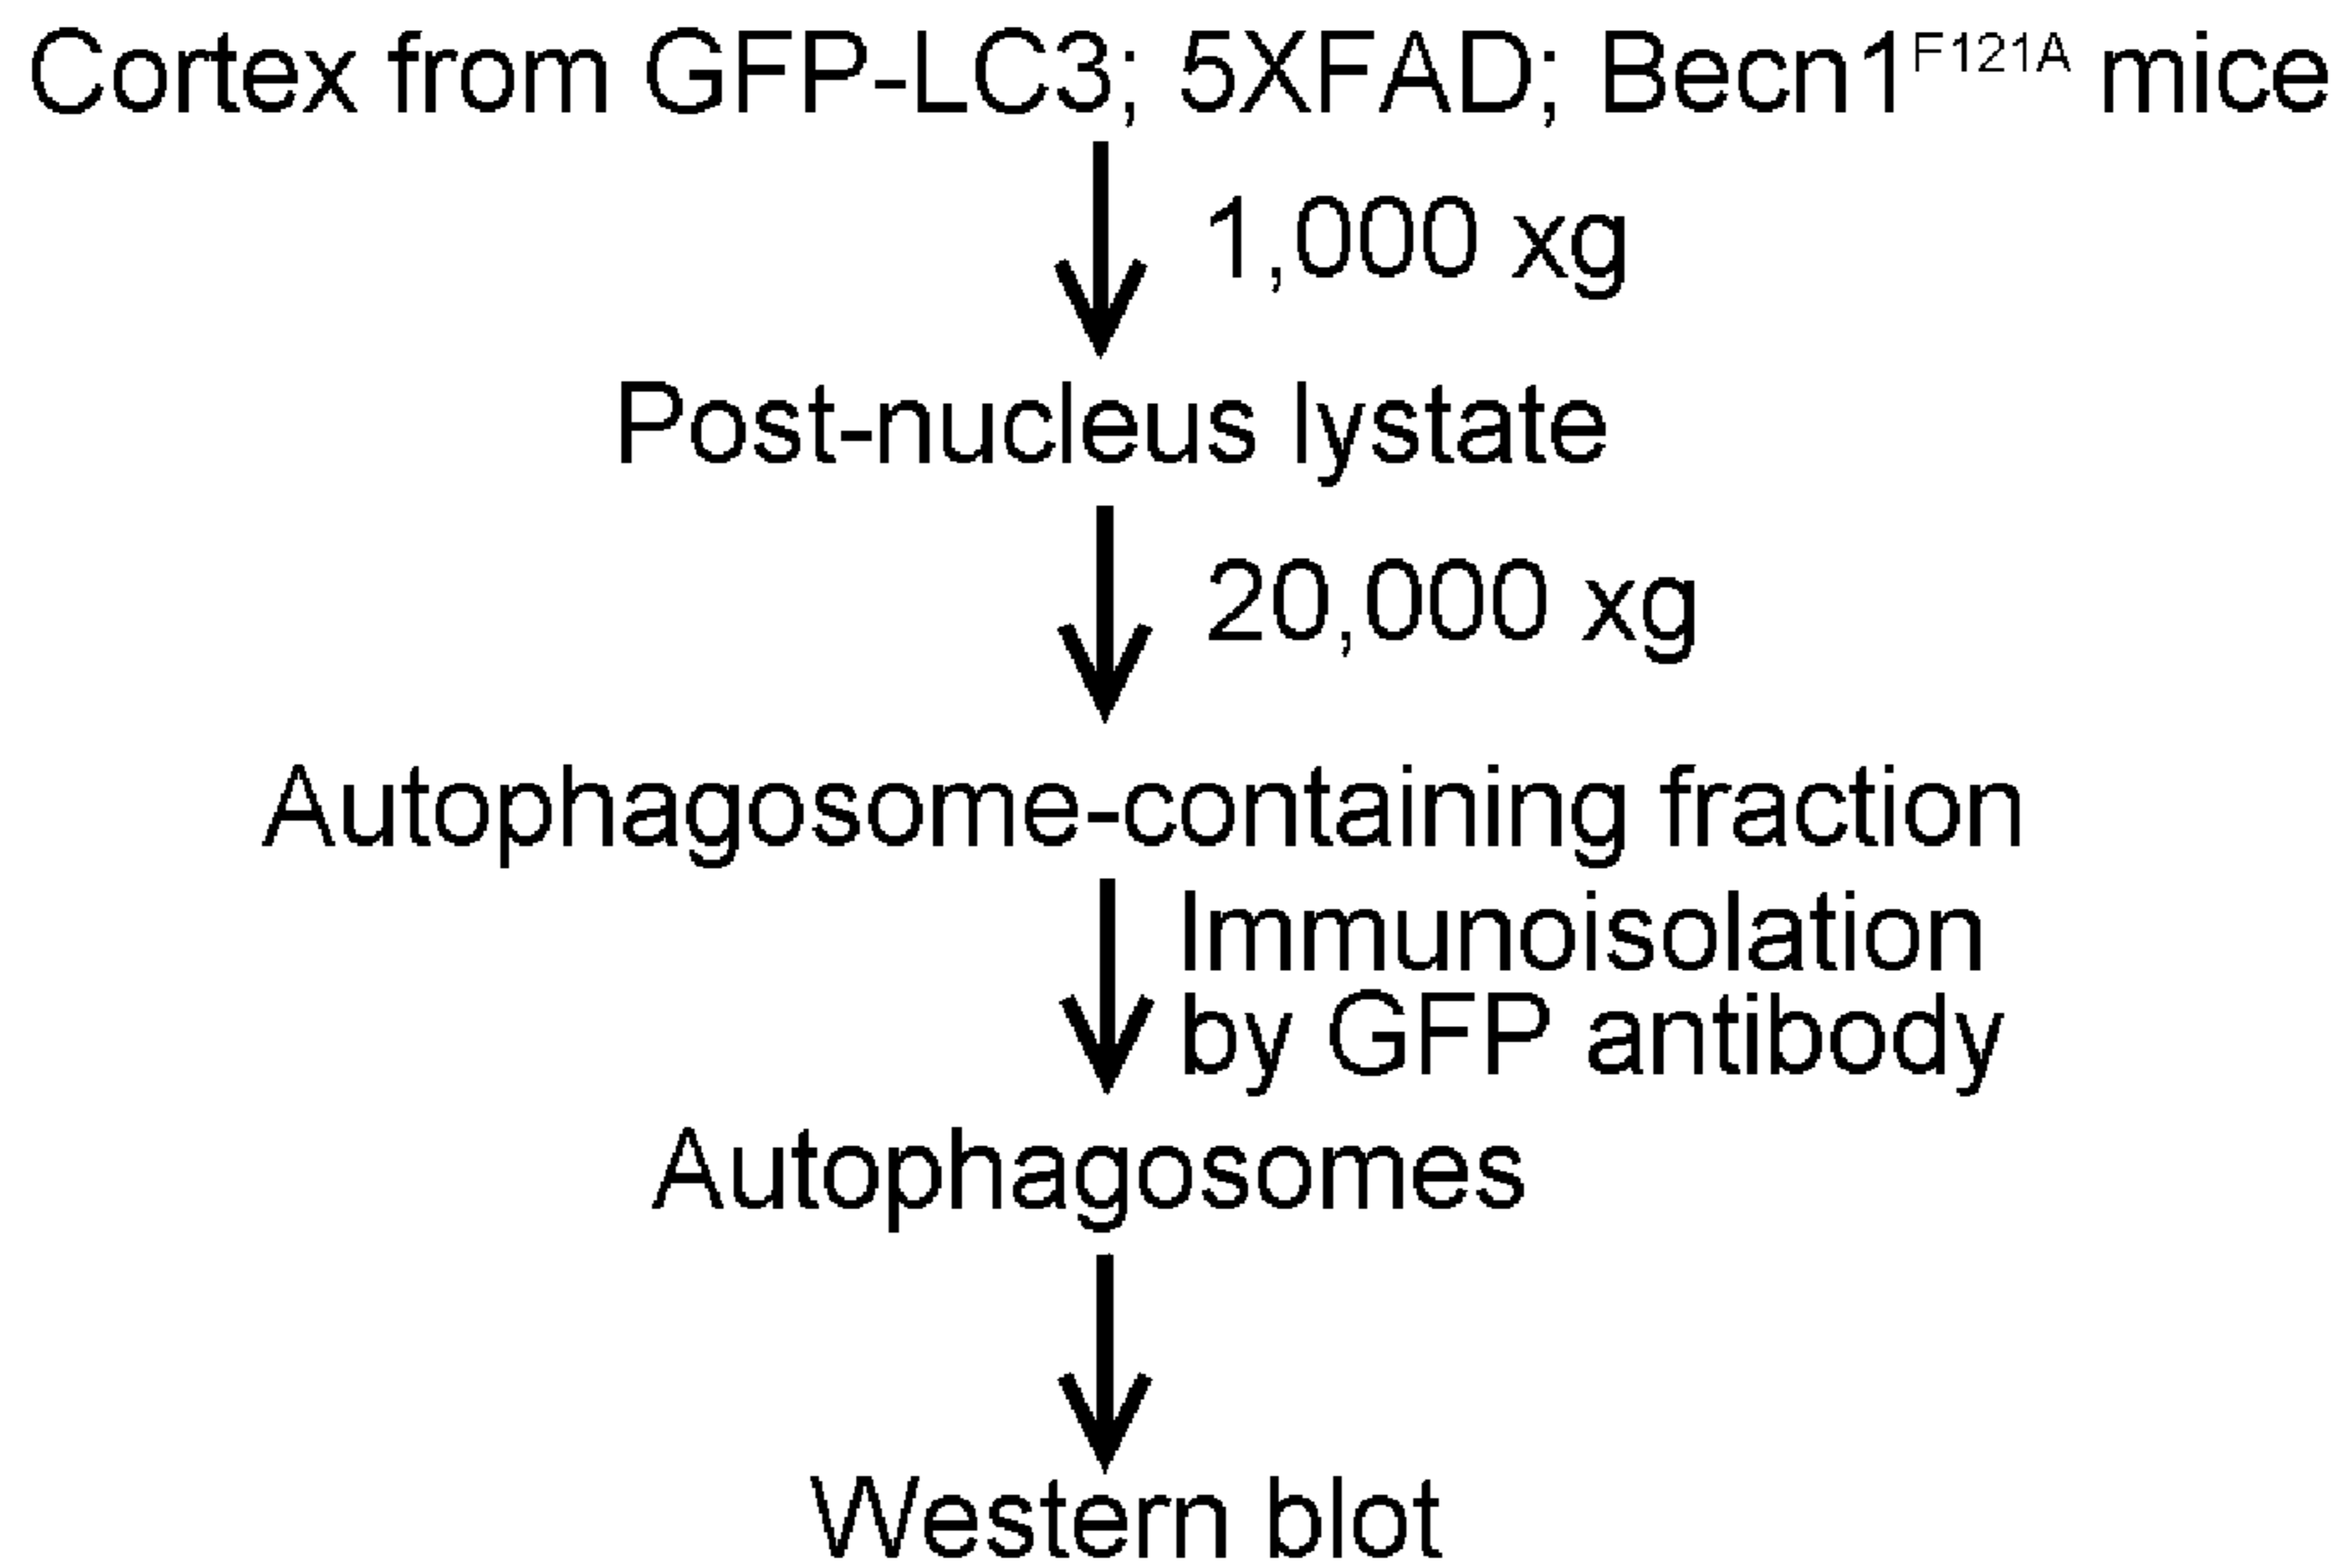 Cortex from GFP-LC3; 5XFAD; Becn1F121A mice
1,000 xg
Post-nucleus lystate
20,000 xg
Autophagosome-containing fraction
Immunoisolation
by GFP antibody
Autophagosomes
Western blot